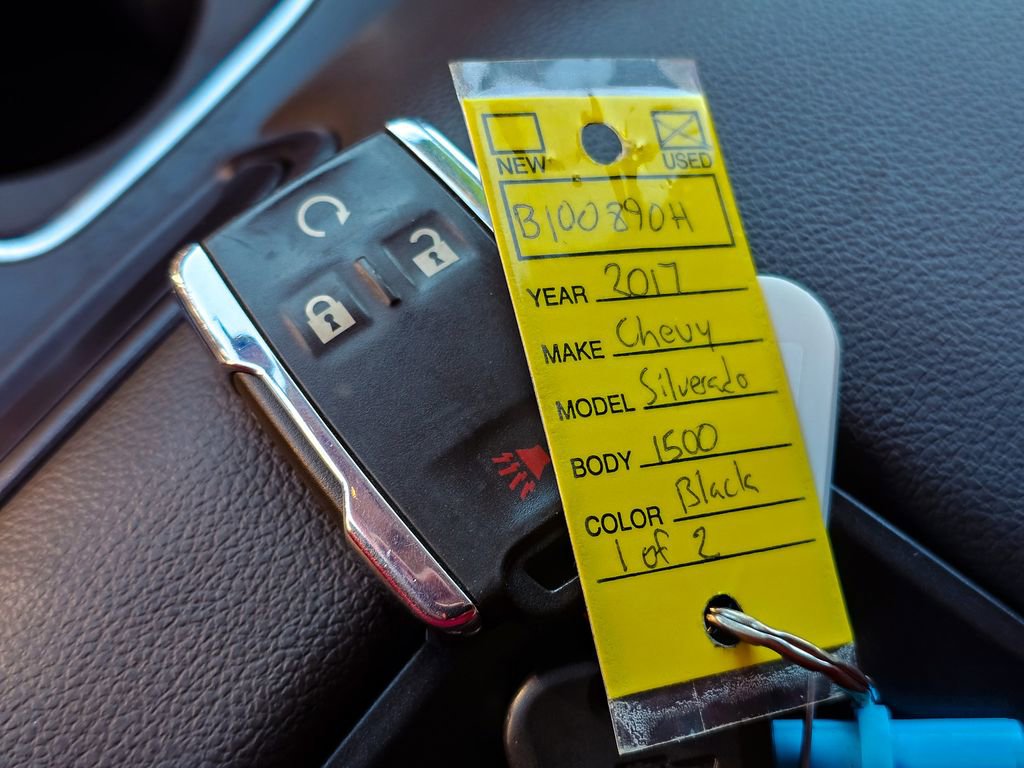 NEW USED
B100890H
YEAR 2017
MAKE Chevy
MODEL Silverado
BODY 1500
COLOR Black
1 of 2